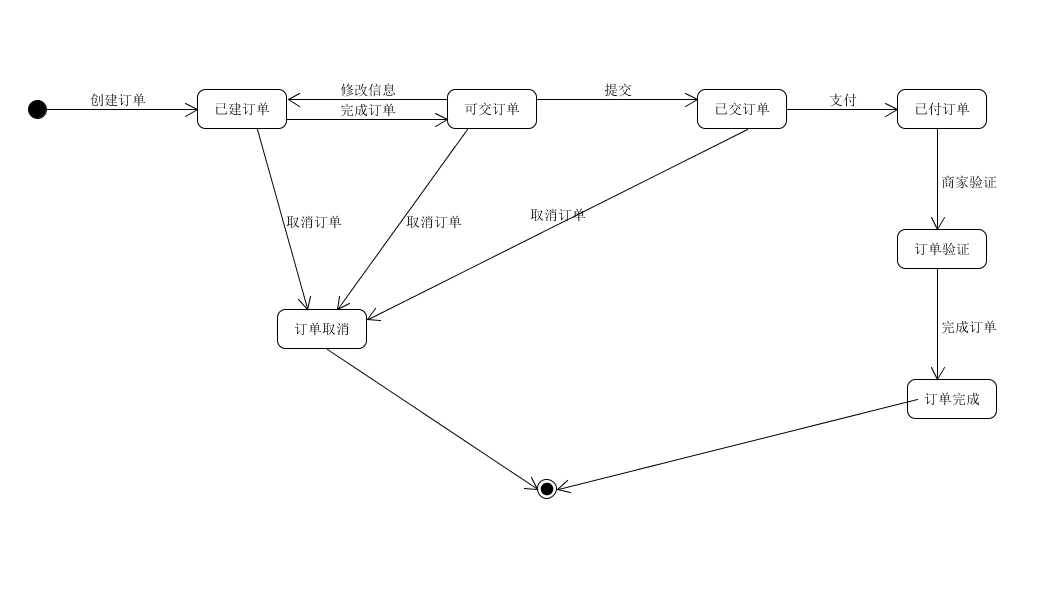 修改信息
创建订单
提交
支付
已建订单
完成订单
可交订单
已交订单
已付订单
商家验证
取消订单
取消订单
取消订单
订单验证
订单取消
完成订单
订单完成